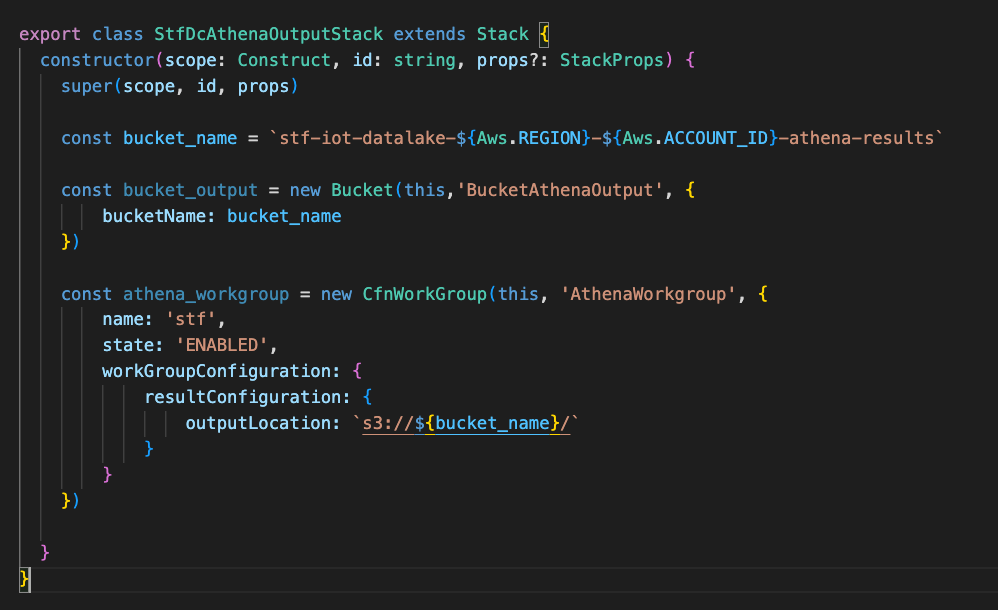 export class StfDcAthenaOutputStack extends Stack {
constructor(scope: Construct, id: string, props?: StackProps) {
super(scope, id, props)
const bucket_name = `stf-iot-datalake-${Aws.REGION}-${Aws.ACCOUNT_ID}-athena-results`
const bucket_output = new Bucket(this,'BucketAthenaOutput', {
bucketName: bucket_name
})
const athena_workgroup = new CfnWorkGroup(this, 'AthenaWorkgroup', {
name: 'stf',
state: 'ENABLED',
workGroupConfiguration: {
resultConfiguration: {
outputLocation: `s3://${bucket_name}/`
}
}
})
}
}